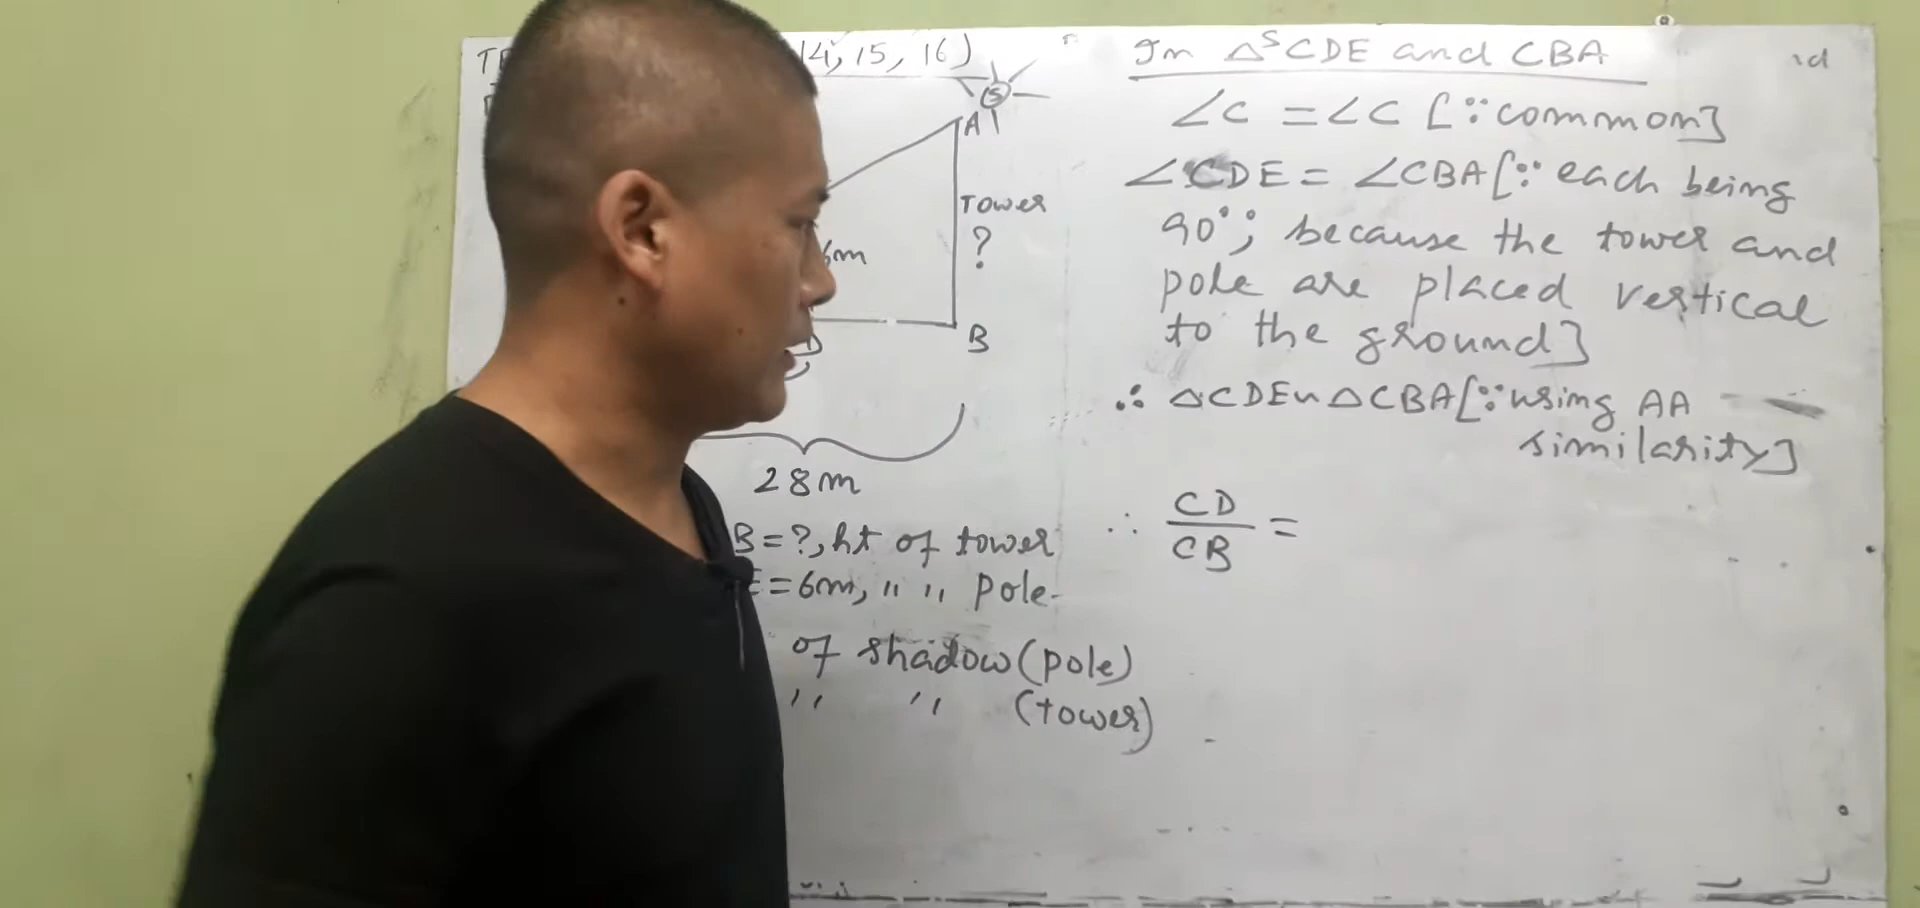 14, 15, 16)
S
A
Tower
?
6m
D
B
28m
B = ?, ht of tower
E = 6m, " " pole.
of shadow (pole)
" " (tower)
In △ˢ CDE and CBA
∠C = ∠C [∵ common]
∠CDE = ∠CBA [∵ each being
90°; because the tower and
pole are placed vertical
to the ground]
∴ △CDE ~ △CBA [∵ using AA
similarity]
∴ CD/CB =